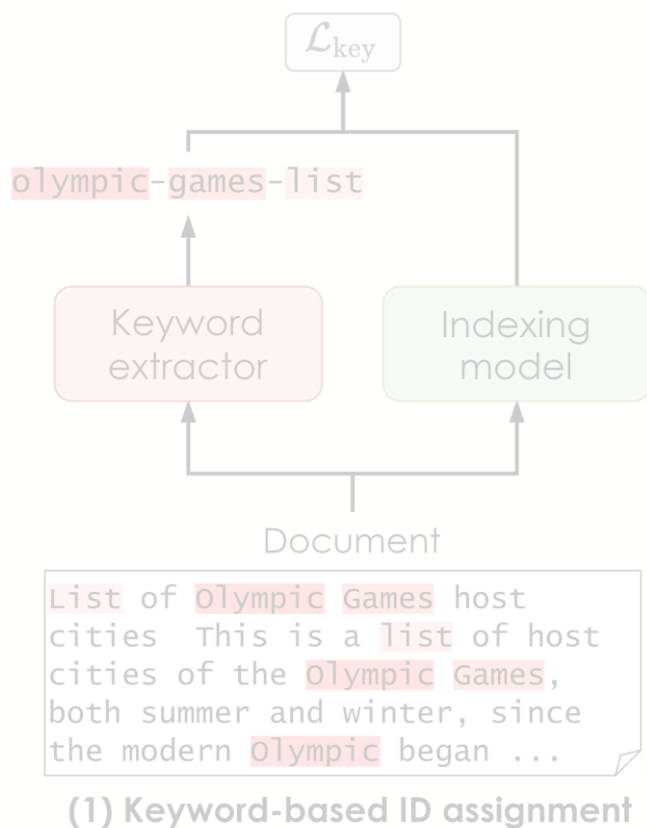 ℒkey
olympic-games-list
Keyword
extractor
Indexing
model
Document
List of Olympic Games host
cities  This is a list of host
cities of the Olympic Games,
both summer and winter, since
the modern Olympic began ...
(1) Keyword-based ID assignment